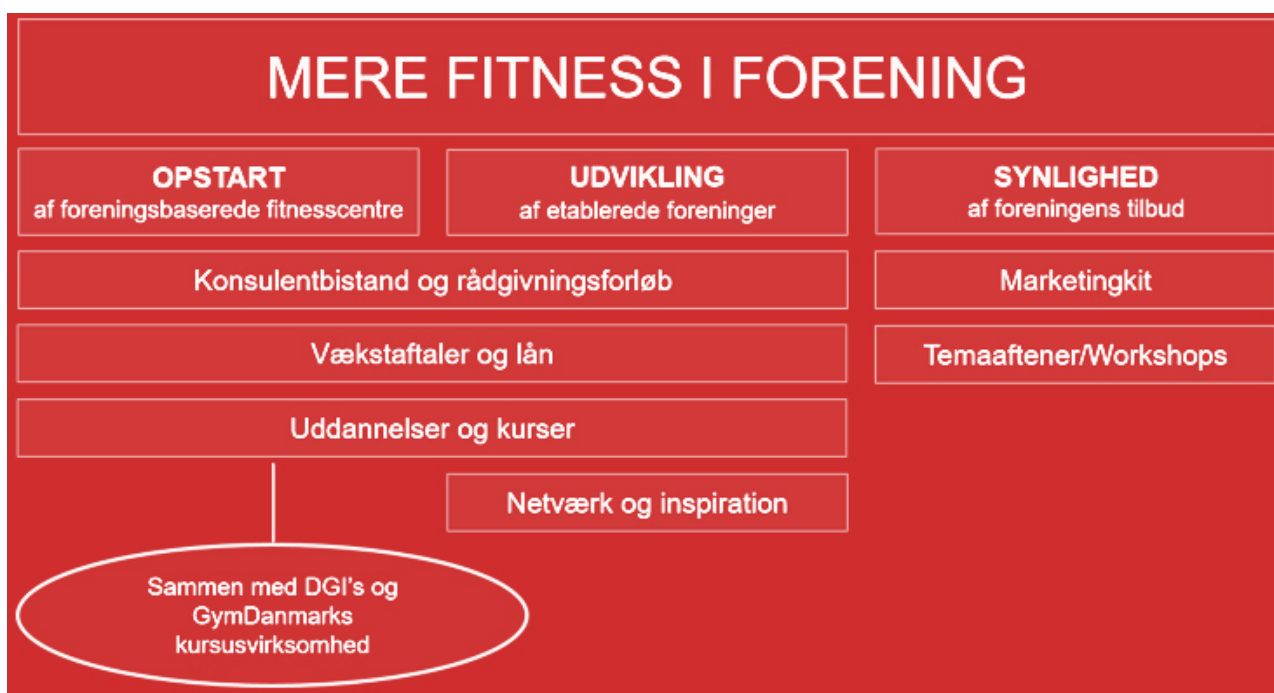 MERE FITNESS I FORENING
OPSTART
af foreningsbaserede fitnesscentre
UDVIKLING
af etablerede foreninger
SYNLIGHED
af foreningens tilbud
Konsulentbistand og rådgivningsforløb
Marketingkit
Vækstaftaler og lån
Temaaftener/Workshops
Uddannelser og kurser
Netværk og inspiration
Sammen med DGI's og
GymDanmarks
kursusvirksomhed